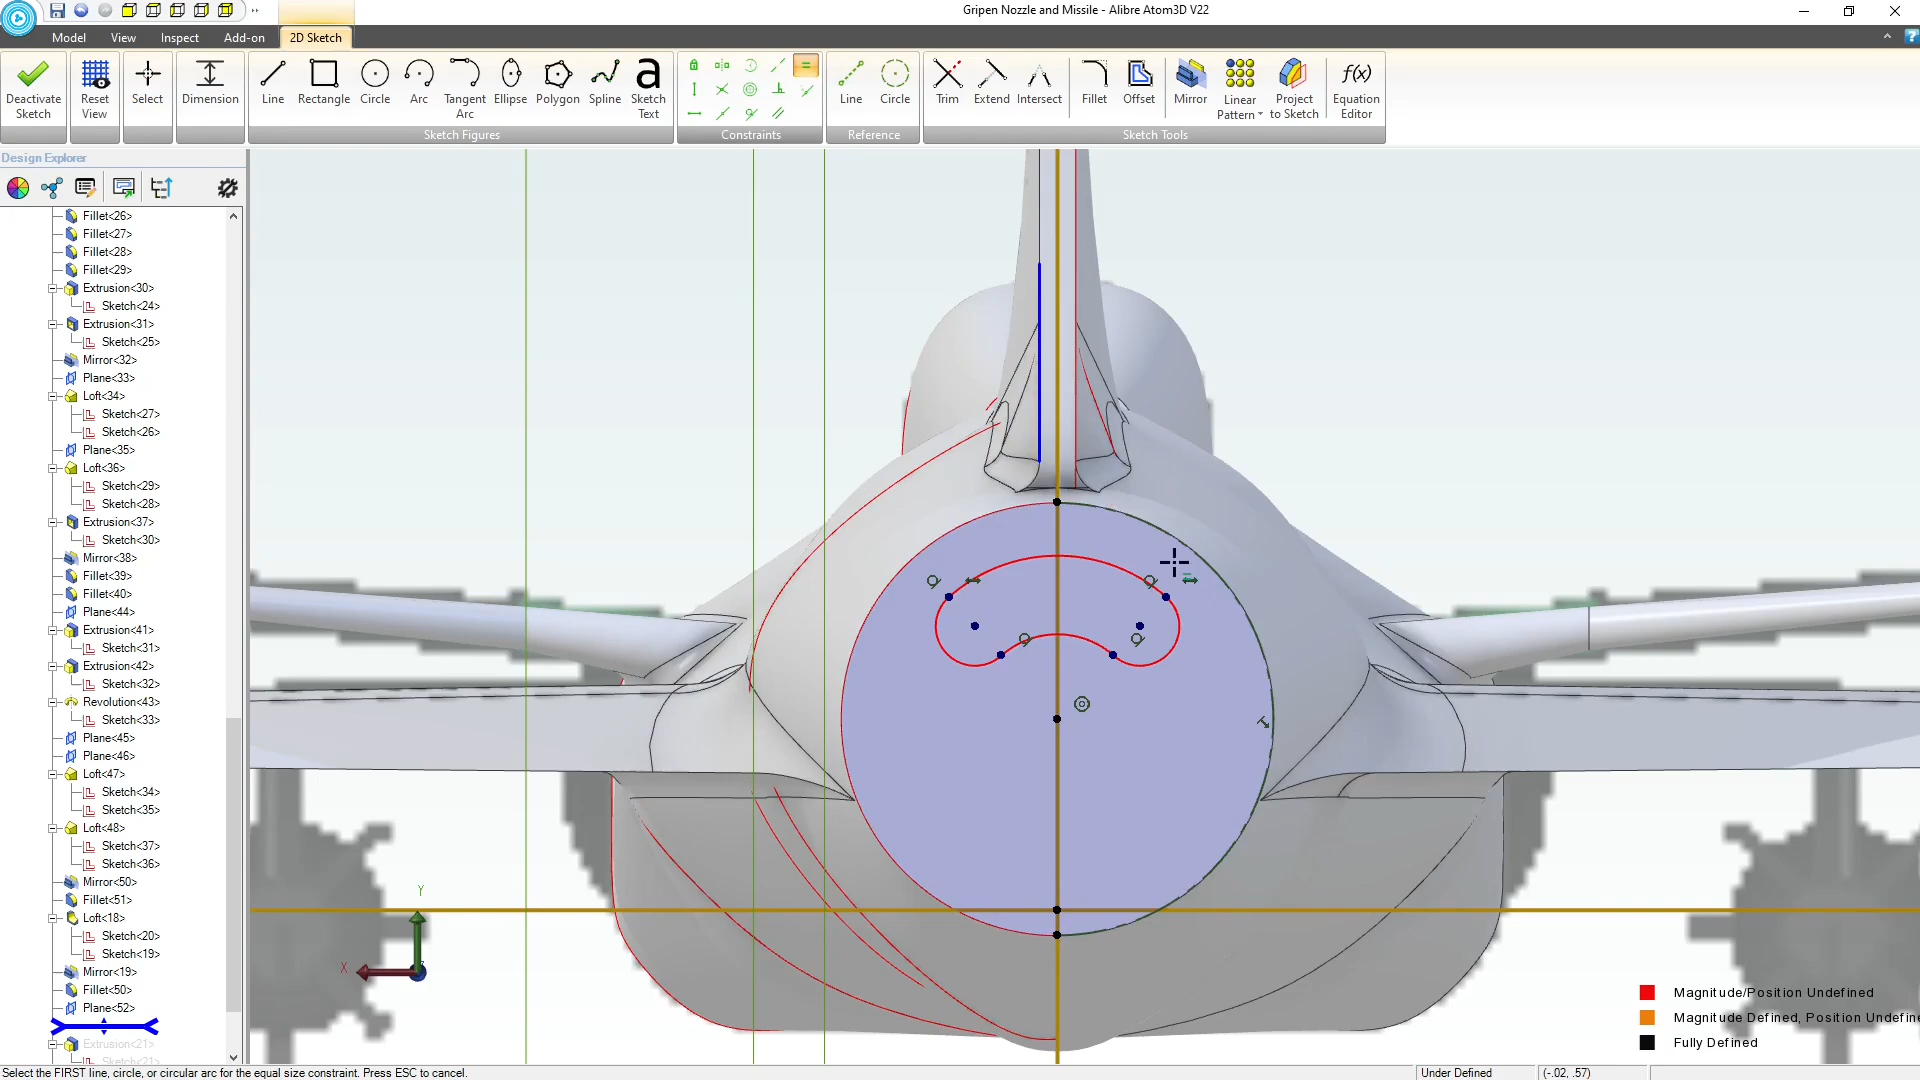 Gripen Nozzle and Missile - Alibre Atom3D V22
Model View Inspect Add-on 2D Sketch
Deactivate Sketch
Reset View
Select
Dimension
Line
Rectangle
Circle
Arc
Tangent Arc
Ellipse
Polygon
Spline
a
Sketch Text
Sketch Figures
Constraints
Line
Circle
Reference
Trim
Extend
Intersect
Fillet
Offset
Mirror
Linear Pattern
Project to Sketch
f(x)
Equation Editor
Sketch Tools
Design Explorer
Fillet<26>
Fillet<27>
Fillet<28>
Fillet<29>
Extrusion<30>
Sketch<24>
Extrusion<31>
Sketch<25>
Mirror<32>
Plane<33>
Loft<34>
Sketch<27>
Sketch<26>
Plane<35>
Loft<36>
Sketch<29>
Sketch<28>
Extrusion<37>
Sketch<30>
Mirror<38>
Fillet<39>
Fillet<40>
Plane<44>
Extrusion<41>
Sketch<31>
Extrusion<42>
Sketch<32>
Revolution<43>
Sketch<33>
Plane<45>
Plane<46>
Loft<47>
Sketch<34>
Sketch<35>
Loft<48>
Sketch<37>
Sketch<36>
Mirror<50>
Fillet<51>
Loft<18>
Sketch<20>
Sketch<19>
Mirror<19>
Fillet<50>
Plane<52>
Extrusion<21>
Sketch<21>
Y
X
Magnitude/Position Undefined
Magnitude Defined, Position Undefine
Fully Defined
Select the FIRST line, circle, or circular arc for the equal size constraint. Press ESC to cancel.
Under Defined
(-.02, .57)